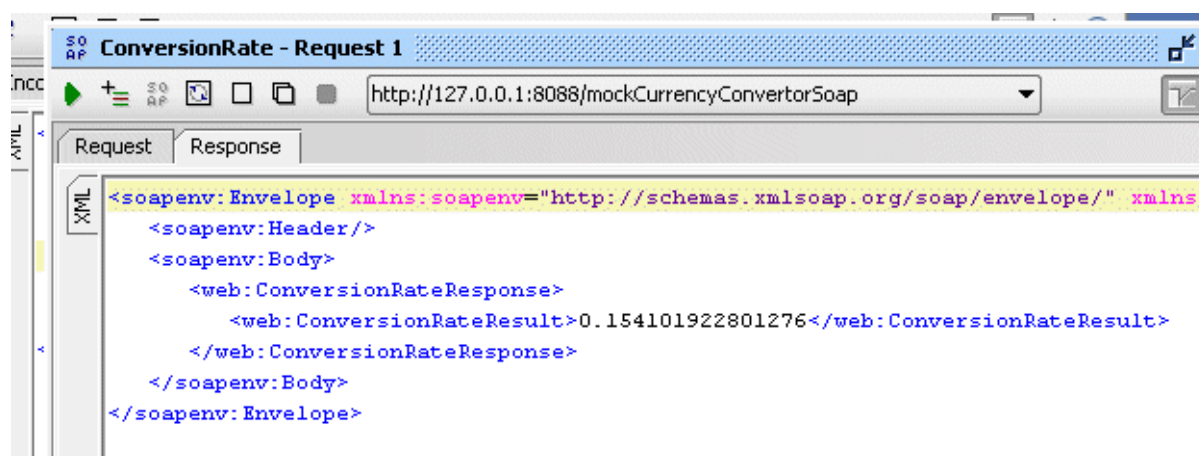 SOAP ConversionRate - Request 1
SOAP http://127.0.0.1:8088/mockCurrencyConvertorSoap
Request Response
XML
<soapenv:Envelope xmlns:soapenv="http://schemas.xmlsoap.org/soap/envelope/" xmlns
<soapenv:Header/>
<soapenv:Body>
<web:ConversionRateResponse>
<web:ConversionRateResult>0.154101922801276</web:ConversionRateResult>
</web:ConversionRateResponse>
</soapenv:Body>
</soapenv:Envelope>